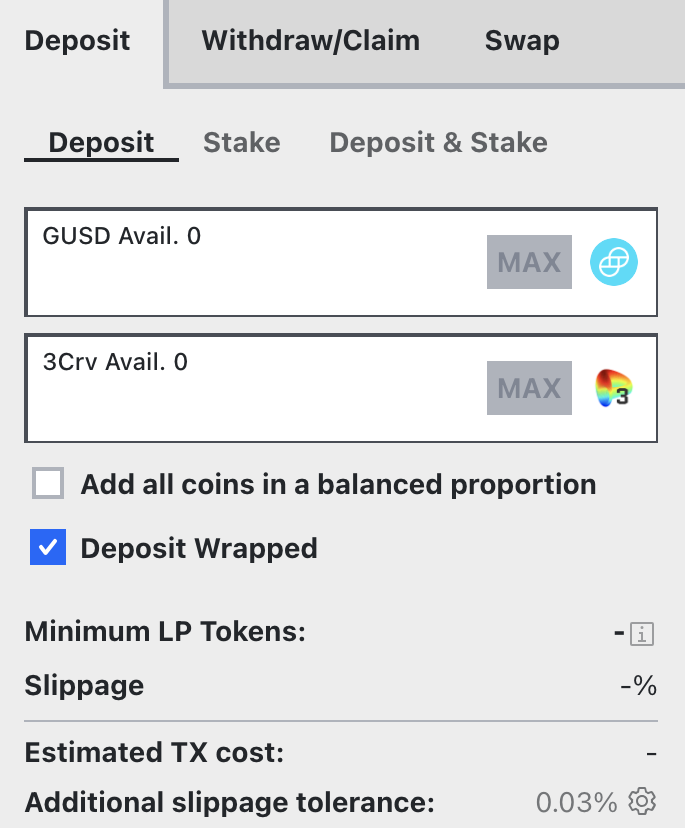 Deposit Withdraw/Claim Swap
Deposit Stake Deposit & Stake
GUSD Avail. 0
MAX
3Crv Avail. 0
MAX 3
Add all coins in a balanced proportion
Deposit Wrapped
Minimum LP Tokens: - i
Slippage -%
Estimated TX cost: -
Additional slippage tolerance: 0.03%